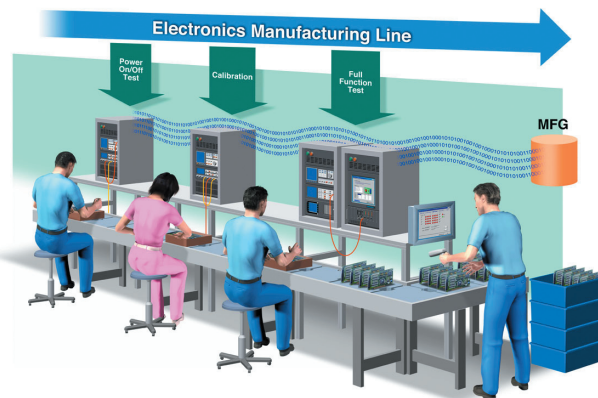 Electronics Manufacturing Line
Power
On/Off
Test
Calibration
Full
Function
Test
MFG